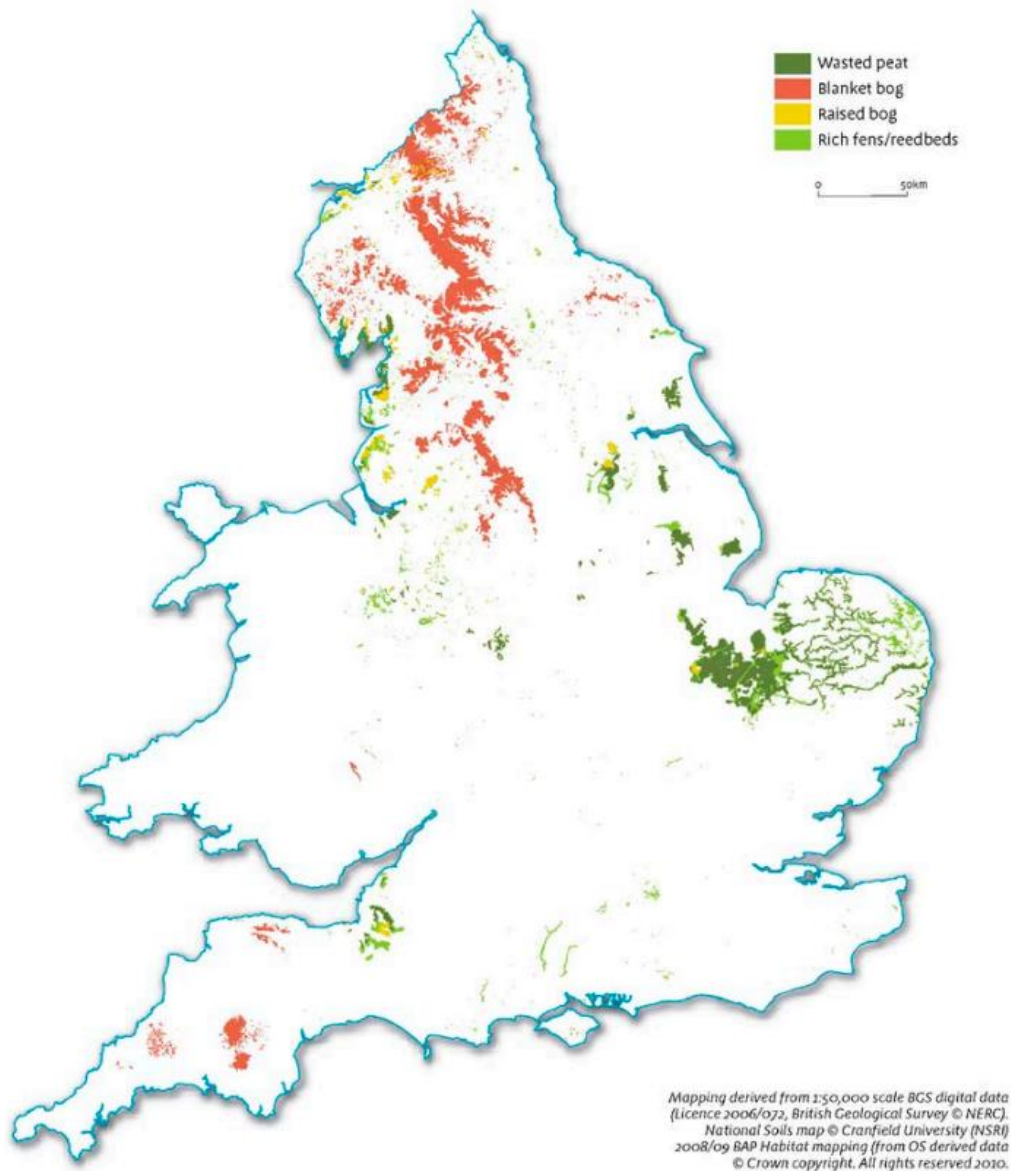 Wasted peat
Blanket bog
Raised bog
Rich fens/reedbeds
0 50km
Mapping derived from 1:50,000 scale BGS digital data
(Licence 2006/072, British Geological Survey © NERC).
National Soils map © Cranfield University (NSRI)
2008/09 BAP Habitat mapping (from OS derived data
© Crown copyright. All rights reserved 2010.